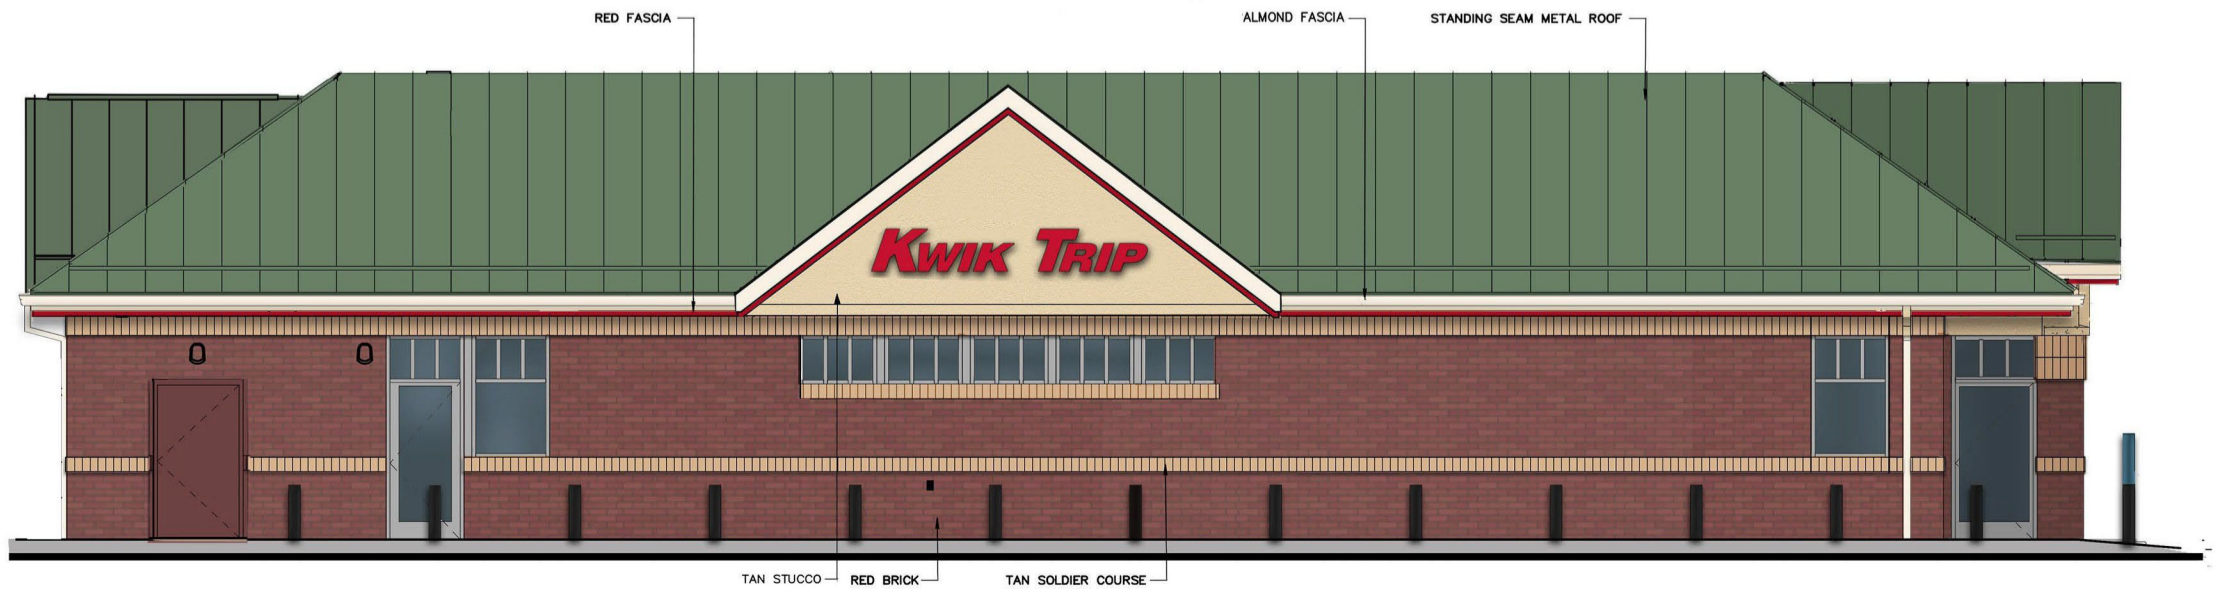 RED FASCIA
ALMOND FASCIA
STANDING SEAM METAL ROOF
KWIK TRIP
TAN STUCCO
RED BRICK
TAN SOLDIER COURSE